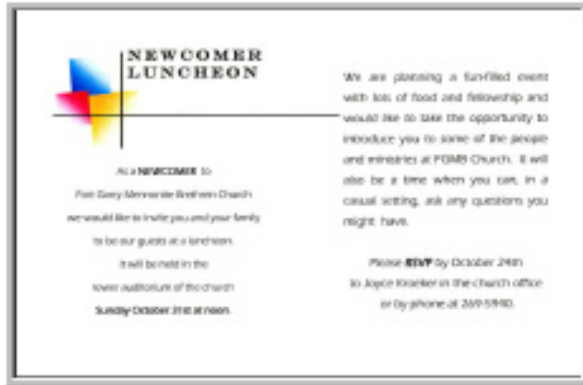 NEWCOMER
LUNCHEON
As a NEWCOMER to
Fort Garry Mennonite Brethren Church
we would like to invite you and your family
to be our guests at a luncheon.
It will be held in the
lower auditorium of the church
Sunday October 31st at noon.
We are planning a fun-filled event
with lots of food and fellowship and
would like to take the opportunity to
introduce you to some of the people
and ministries at FGMB Church. It will
also be a time when you can, in a
casual setting, ask any questions you
might have.
Please RSVP by October 24th
to Joyce Kroeker in the church office
or by phone at